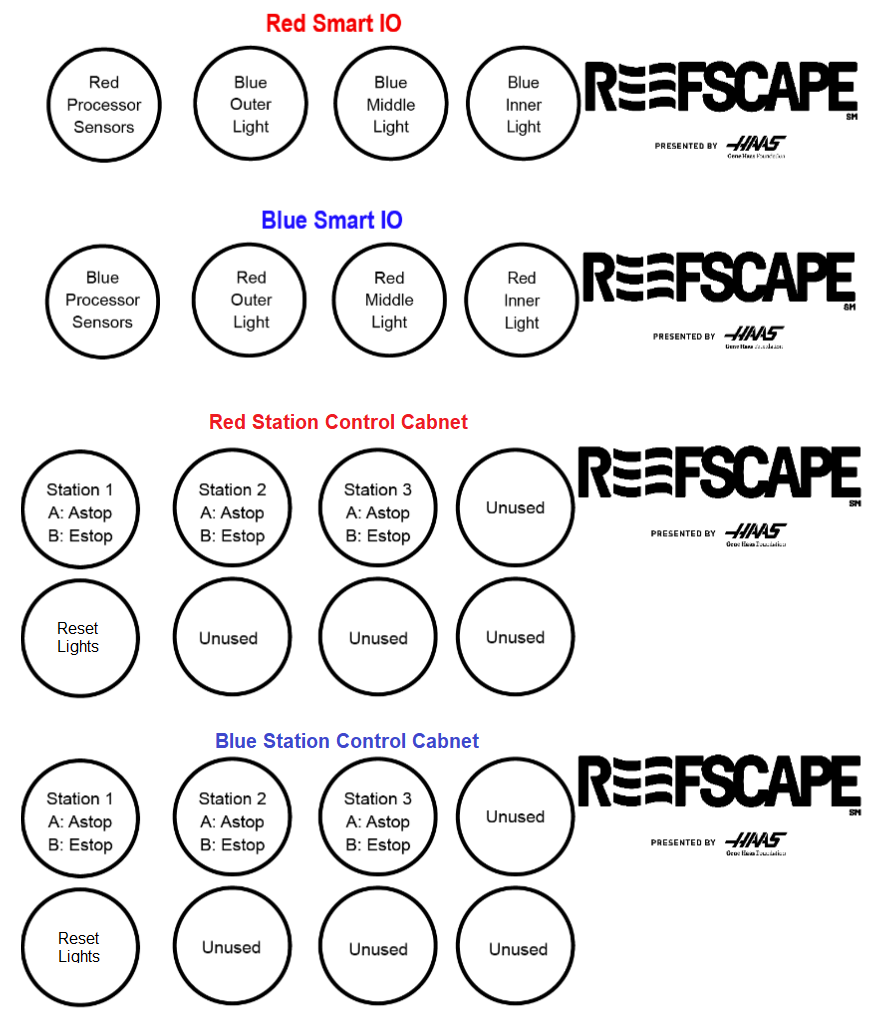 Red Smart IO
Red
Processor
Sensors
Blue
Outer
Light
Blue
Middle
Light
Blue
Inner
Light
REEFSCAPE
SM
PRESENTED BY HAAS
Gene Haas Foundation
Blue Smart IO
Blue
Processor
Sensors
Red
Outer
Light
Red
Middle
Light
Red
Inner
Light
REEFSCAPE
SM
PRESENTED BY HAAS
Gene Haas Foundation
Red Station Control Cabnet
Station 1
A: Astop
B: Estop
Station 2
A: Astop
B: Estop
Station 3
A: Astop
B: Estop
Unused
REEFSCAPE
SM
PRESENTED BY HAAS
Gene Haas Foundation
Reset
Lights
Unused
Unused
Unused
Blue Station Control Cabnet
Station 1
A: Astop
B: Estop
Station 2
A: Astop
B: Estop
Station 3
A: Astop
B: Estop
Unused
REEFSCAPE
SM
PRESENTED BY HAAS
Gene Haas Foundation
Reset
Lights
Unused
Unused
Unused